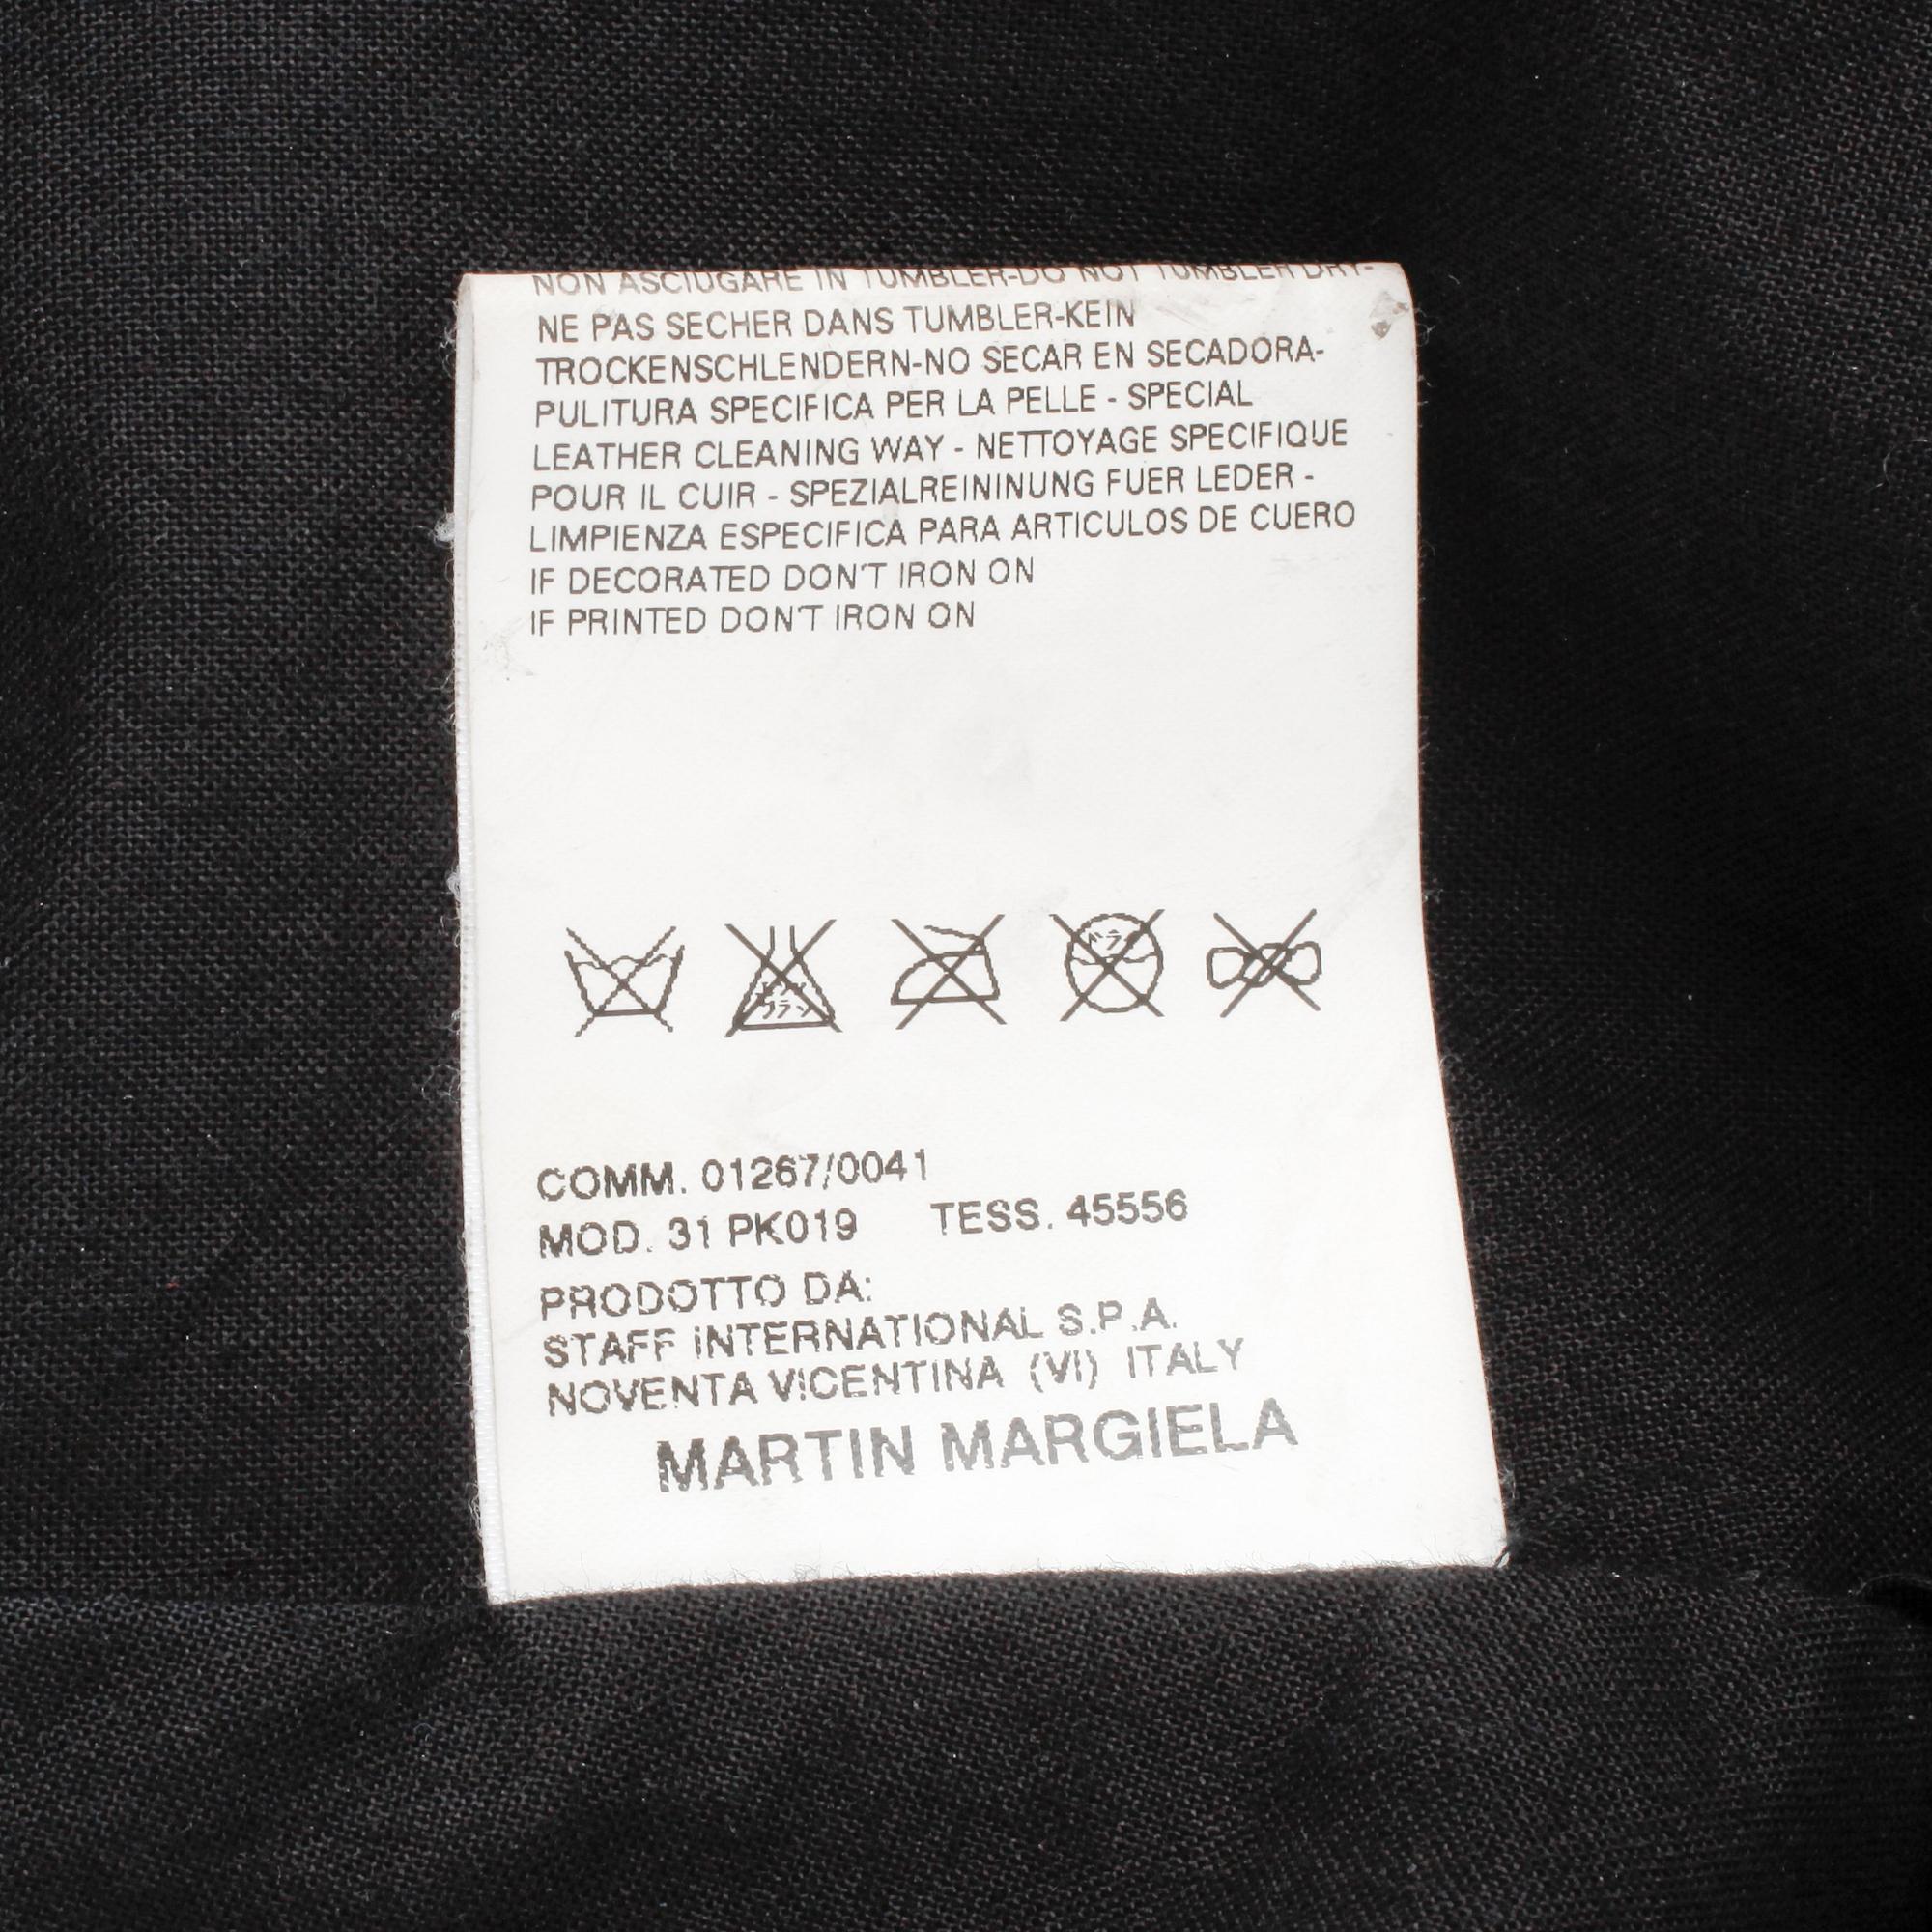 NON ASCIUGARE IN TUMBLER-DO NOT TUMBLER DRY-
NE PAS SECHER DANS TUMBLER-KEIN
TROCKENSCHLENDERN-NO SECAR EN SECADORA-
PULITURA SPECIFICA PER LA PELLE - SPECIAL
LEATHER CLEANING WAY - NETTOYAGE SPECIFIQUE
POUR IL CUIR - SPEZIALREININUNG FUER LEDER -
LIMPIENZA ESPECIFICA PARA ARTICULOS DE CUERO
IF DECORATED DON'T IRON ON
IF PRINTED DON'T IRON ON
COMM. 01267/0041
MOD. 31 PK019 TESS. 45556
PRODOTTO DA:
STAFF INTERNATIONAL S.P.A.
NOVENTA VICENTINA (VI) ITALY
MARTIN MARGIELA